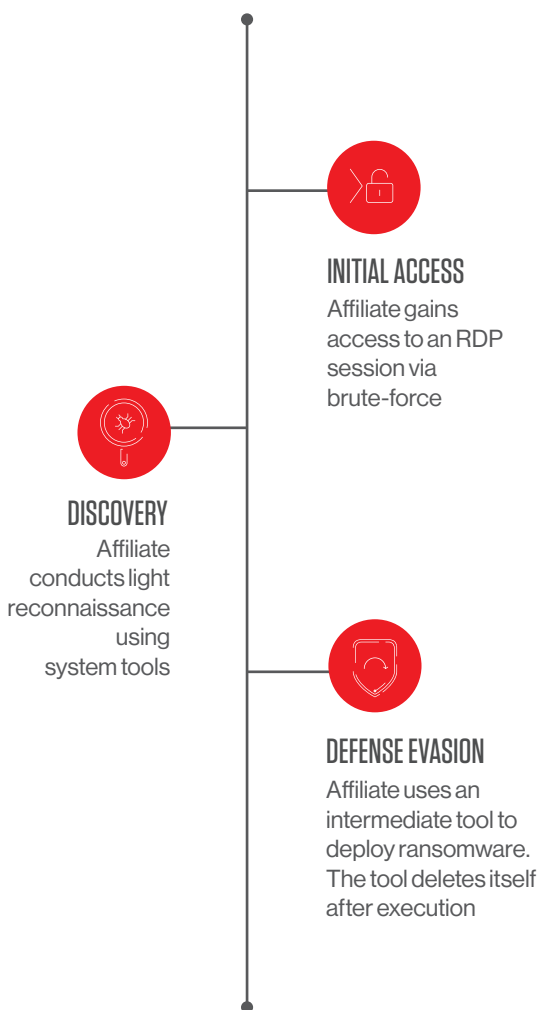 INITIAL ACCESS
Affiliate gains
access to an RDP
session via
brute-force
DISCOVERY
Affiliate
conducts light
reconnaissance
using
system tools
DEFENSE EVASION
Affiliate uses an
intermediate tool to
deploy ransomware.
The tool deletes itself
after execution